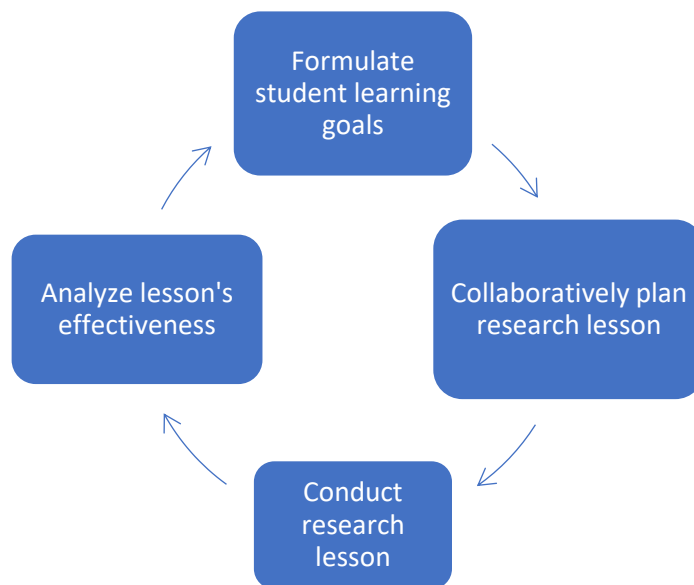 Formulate
student learning
goals
Collaboratively plan
research lesson
Conduct
research
lesson
Analyze lesson's
effectiveness